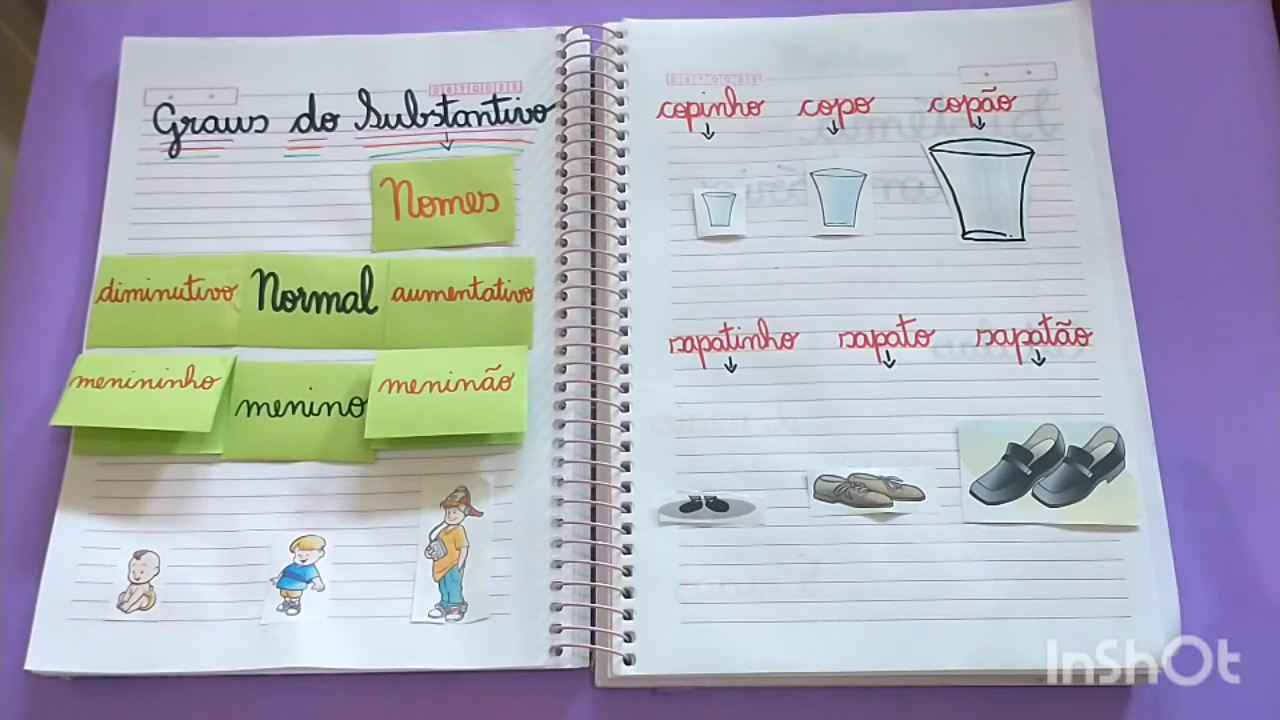 Graus do Substantivo
Nomes
diminutivo Normal aumentativo
menininho menino meninão
copinho copo copão
sapatinho sapato sapatão
InShOt